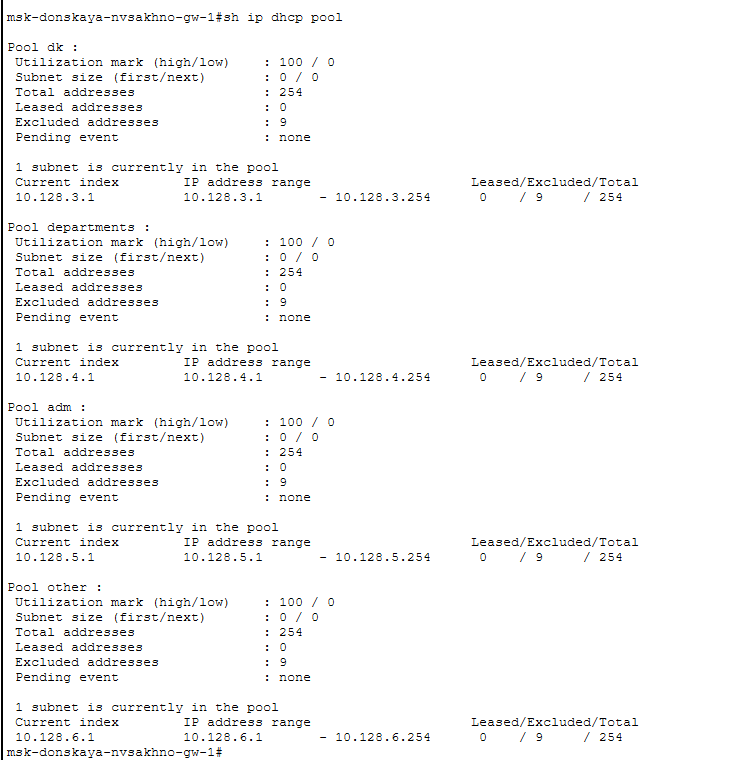 msk-donskaya-nvsakhno-gw-1#sh ip dhcp pool
Pool dk :
Utilization mark (high/low) : 100 / 0
Subnet size (first/next) : 0 / 0
Total addresses : 254
Leased addresses : 0
Excluded addresses : 9
Pending event : none
1 subnet is currently in the pool
Current index IP address range Leased/Excluded/Total
10.128.3.1 10.128.3.1 - 10.128.3.254 0 / 9 / 254
Pool departments :
Utilization mark (high/low) : 100 / 0
Subnet size (first/next) : 0 / 0
Total addresses : 254
Leased addresses : 0
Excluded addresses : 9
Pending event : none
1 subnet is currently in the pool
Current index IP address range Leased/Excluded/Total
10.128.4.1 10.128.4.1 - 10.128.4.254 0 / 9 / 254
Pool adm :
Utilization mark (high/low) : 100 / 0
Subnet size (first/next) : 0 / 0
Total addresses : 254
Leased addresses : 0
Excluded addresses : 9
Pending event : none
1 subnet is currently in the pool
Current index IP address range Leased/Excluded/Total
10.128.5.1 10.128.5.1 - 10.128.5.254 0 / 9 / 254
Pool other :
Utilization mark (high/low) : 100 / 0
Subnet size (first/next) : 0 / 0
Total addresses : 254
Leased addresses : 0
Excluded addresses : 9
Pending event : none
1 subnet is currently in the pool
Current index IP address range Leased/Excluded/Total
10.128.6.1 10.128.6.1 - 10.128.6.254 0 / 9 / 254
msk-donskaya-nvsakhno-gw-1#